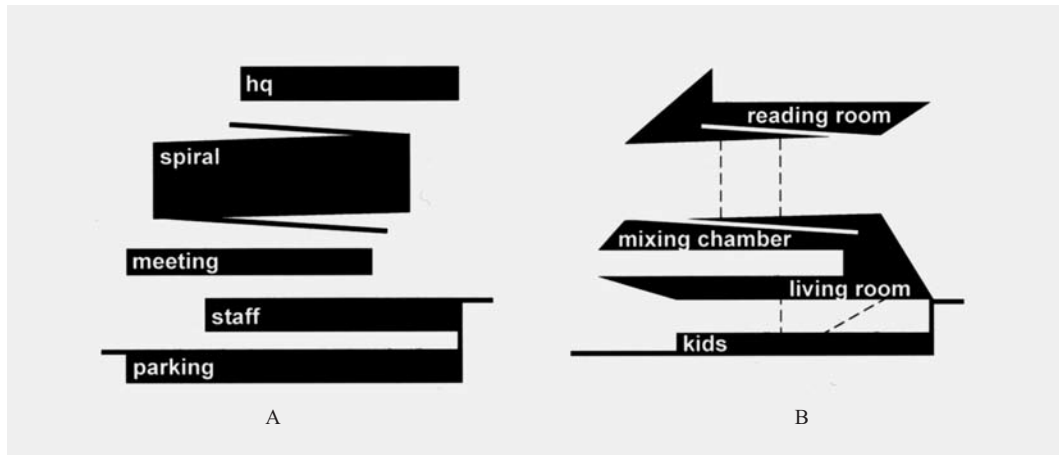 hq
spiral
meeting
staff
parking
A
reading room
mixing chamber
living room
kids
B